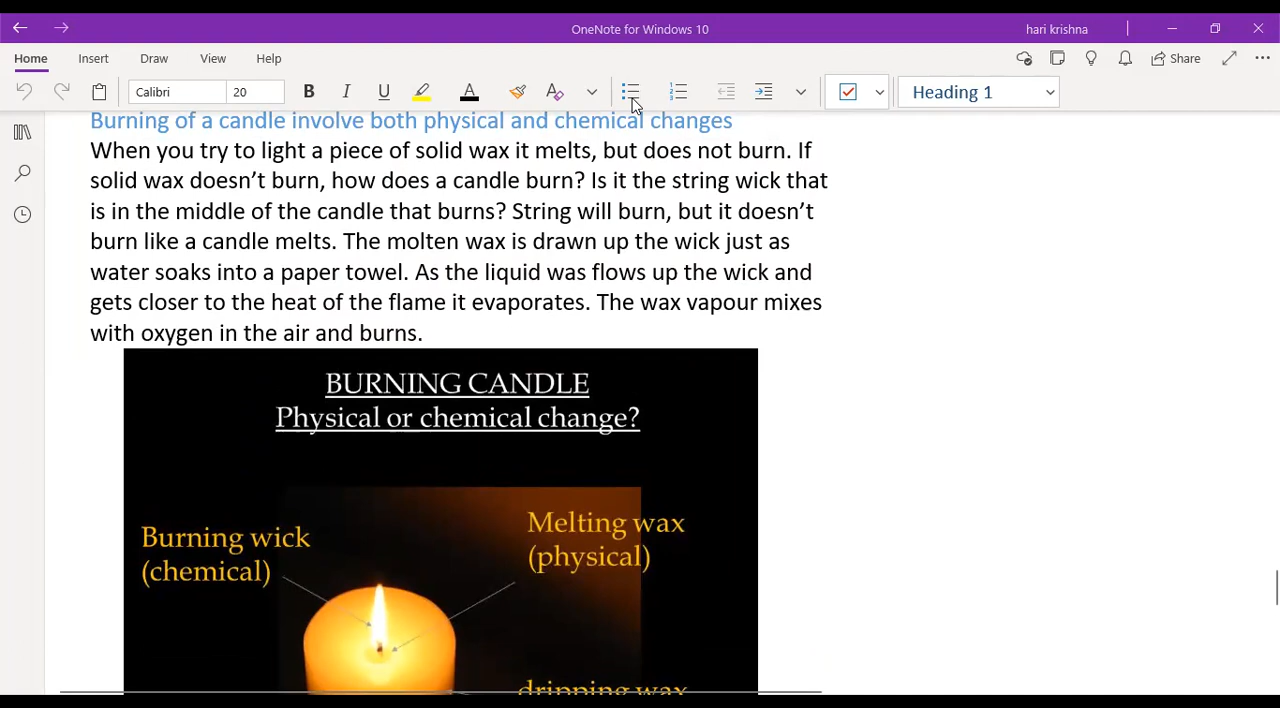 OneNote for Windows 10
hari krishna
Home
Insert
Draw
View
Help
Share
Calibri
20
B
I
U
A
Heading 1
Burning of a candle involve both physical and chemical changes
When you try to light a piece of solid wax it melts, but does not burn. If
solid wax doesn’t burn, how does a candle burn? Is it the string wick that
is in the middle of the candle that burns? String will burn, but it doesn’t
burn like a candle melts. The molten wax is drawn up the wick just as
water soaks into a paper towel. As the liquid was flows up the wick and
gets closer to the heat of the flame it evaporates. The wax vapour mixes
with oxygen in the air and burns.
BURNING CANDLE
Physical or chemical change?
Burning wick
(chemical)
Melting wax
(physical)
dripping wax